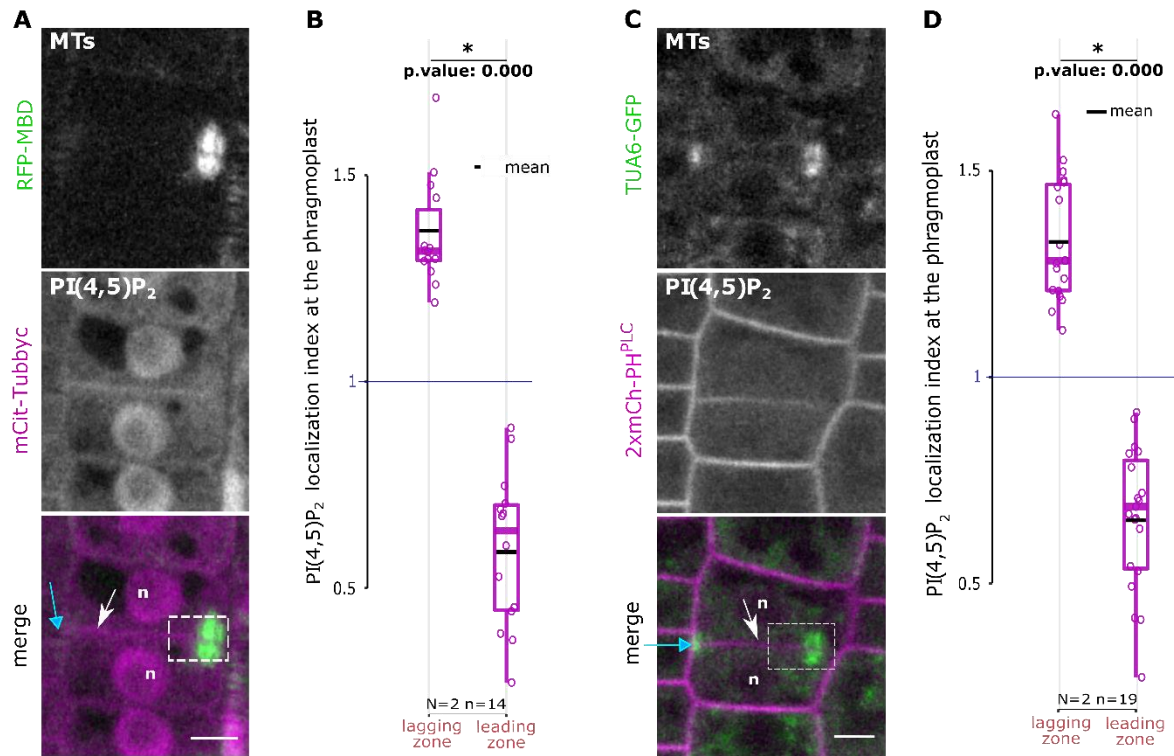 A
MTs
RFP-MBD
PI(4,5)P₂
mCit-Tubbyc
n
n
merge
B
*
p.value: 0.000
mean
1.5
1
0.5
PI(4,5)P₂ localization index at the phragmoplast
N=2 n=14
lagging zone
leading zone
C
MTs
TUA6-GFP
PI(4,5)P₂
2xmCh-PHᴾᴸᶜ
n
n
merge
D
*
p.value: 0.000
mean
1.5
1
0.5
PI(4,5)P₂ localization index at the phragmoplast
N=2 n=19
lagging zone
leading zone